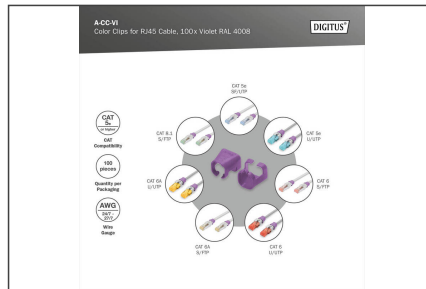 A-CC-VI
Color Clips for RJ45 Cable, 100x Violet RAL 4008
DIGITUS®
CAT 5e
SF/UTP
CAT 8.1
S/FTP
CAT 5e
U/UTP
CAT
5e
or higher
CAT
Compatibility
100
pieces
Quantity per
Packaging
AWG
24/7 -
27/7
Wire
Gauge
CAT 6A
U/UTP
CAT 6
S/FTP
CAT 6A
S/FTP
CAT 6
U/UTP